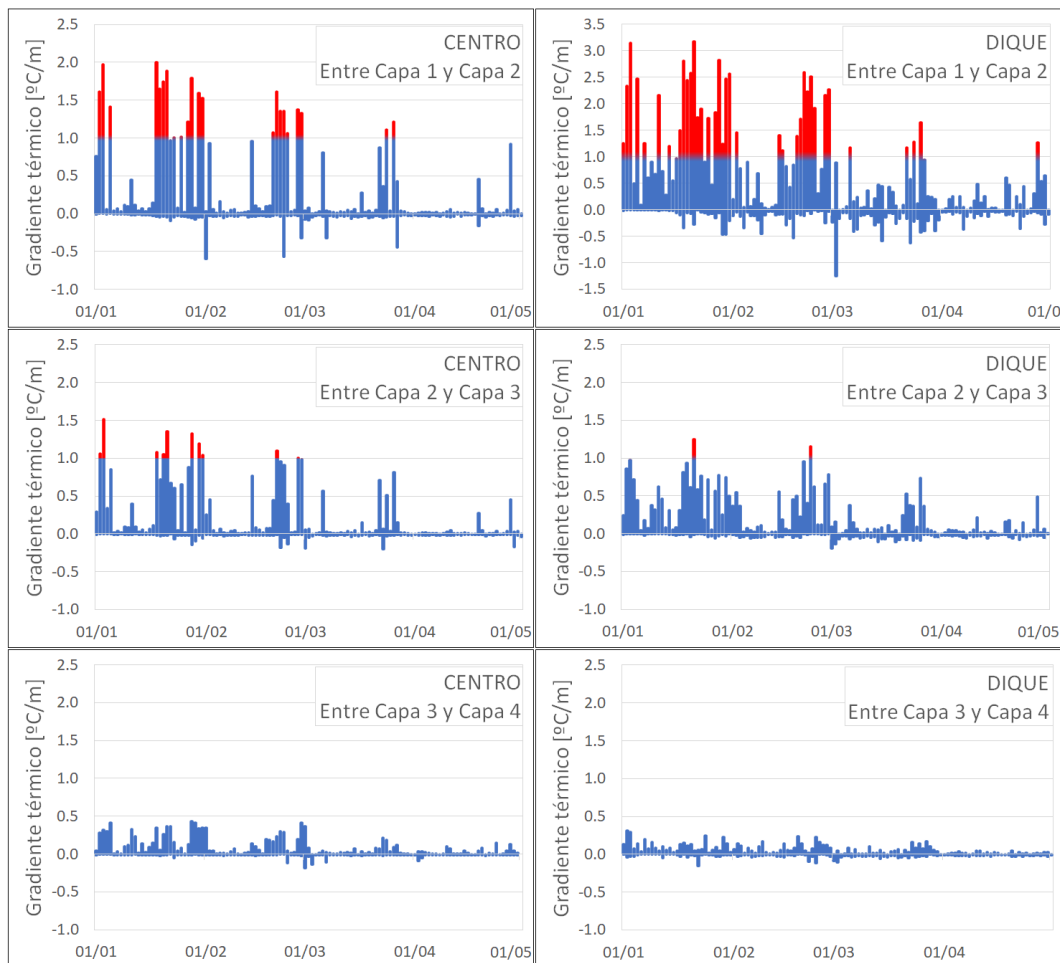 CENTRO
Entre Capa 1 y Capa 2
Gradiente térmico [ºC/m]
2.5
2.0
1.5
1.0
0.5
0.0
-0.5
-1.0
01/01 01/02 01/03 01/04 01/05
DIQUE
Entre Capa 1 y Capa 2
Gradiente térmico [ºC/m]
3.5
3.0
2.5
2.0
1.5
1.0
0.5
0.0
-0.5
-1.0
-1.5
01/01 01/02 01/03 01/04 01/0
CENTRO
Entre Capa 2 y Capa 3
Gradiente térmico [ºC/m]
2.5
2.0
1.5
1.0
0.5
0.0
-0.5
-1.0
01/01 01/02 01/03 01/04 01/05
DIQUE
Entre Capa 2 y Capa 3
Gradiente térmico [ºC/m]
2.5
2.0
1.5
1.0
0.5
0.0
-0.5
-1.0
01/01 01/02 01/03 01/04 01/05
CENTRO
Entre Capa 3 y Capa 4
Gradiente térmico [ºC/m]
2.5
2.0
1.5
1.0
0.5
0.0
-0.5
-1.0
01/01 01/02 01/03 01/04 01/05
DIQUE
Entre Capa 3 y Capa 4
Gradiente térmico [ºC/m]
2.5
2.0
1.5
1.0
0.5
0.0
-0.5
-1.0
01/01 01/02 01/03 01/04